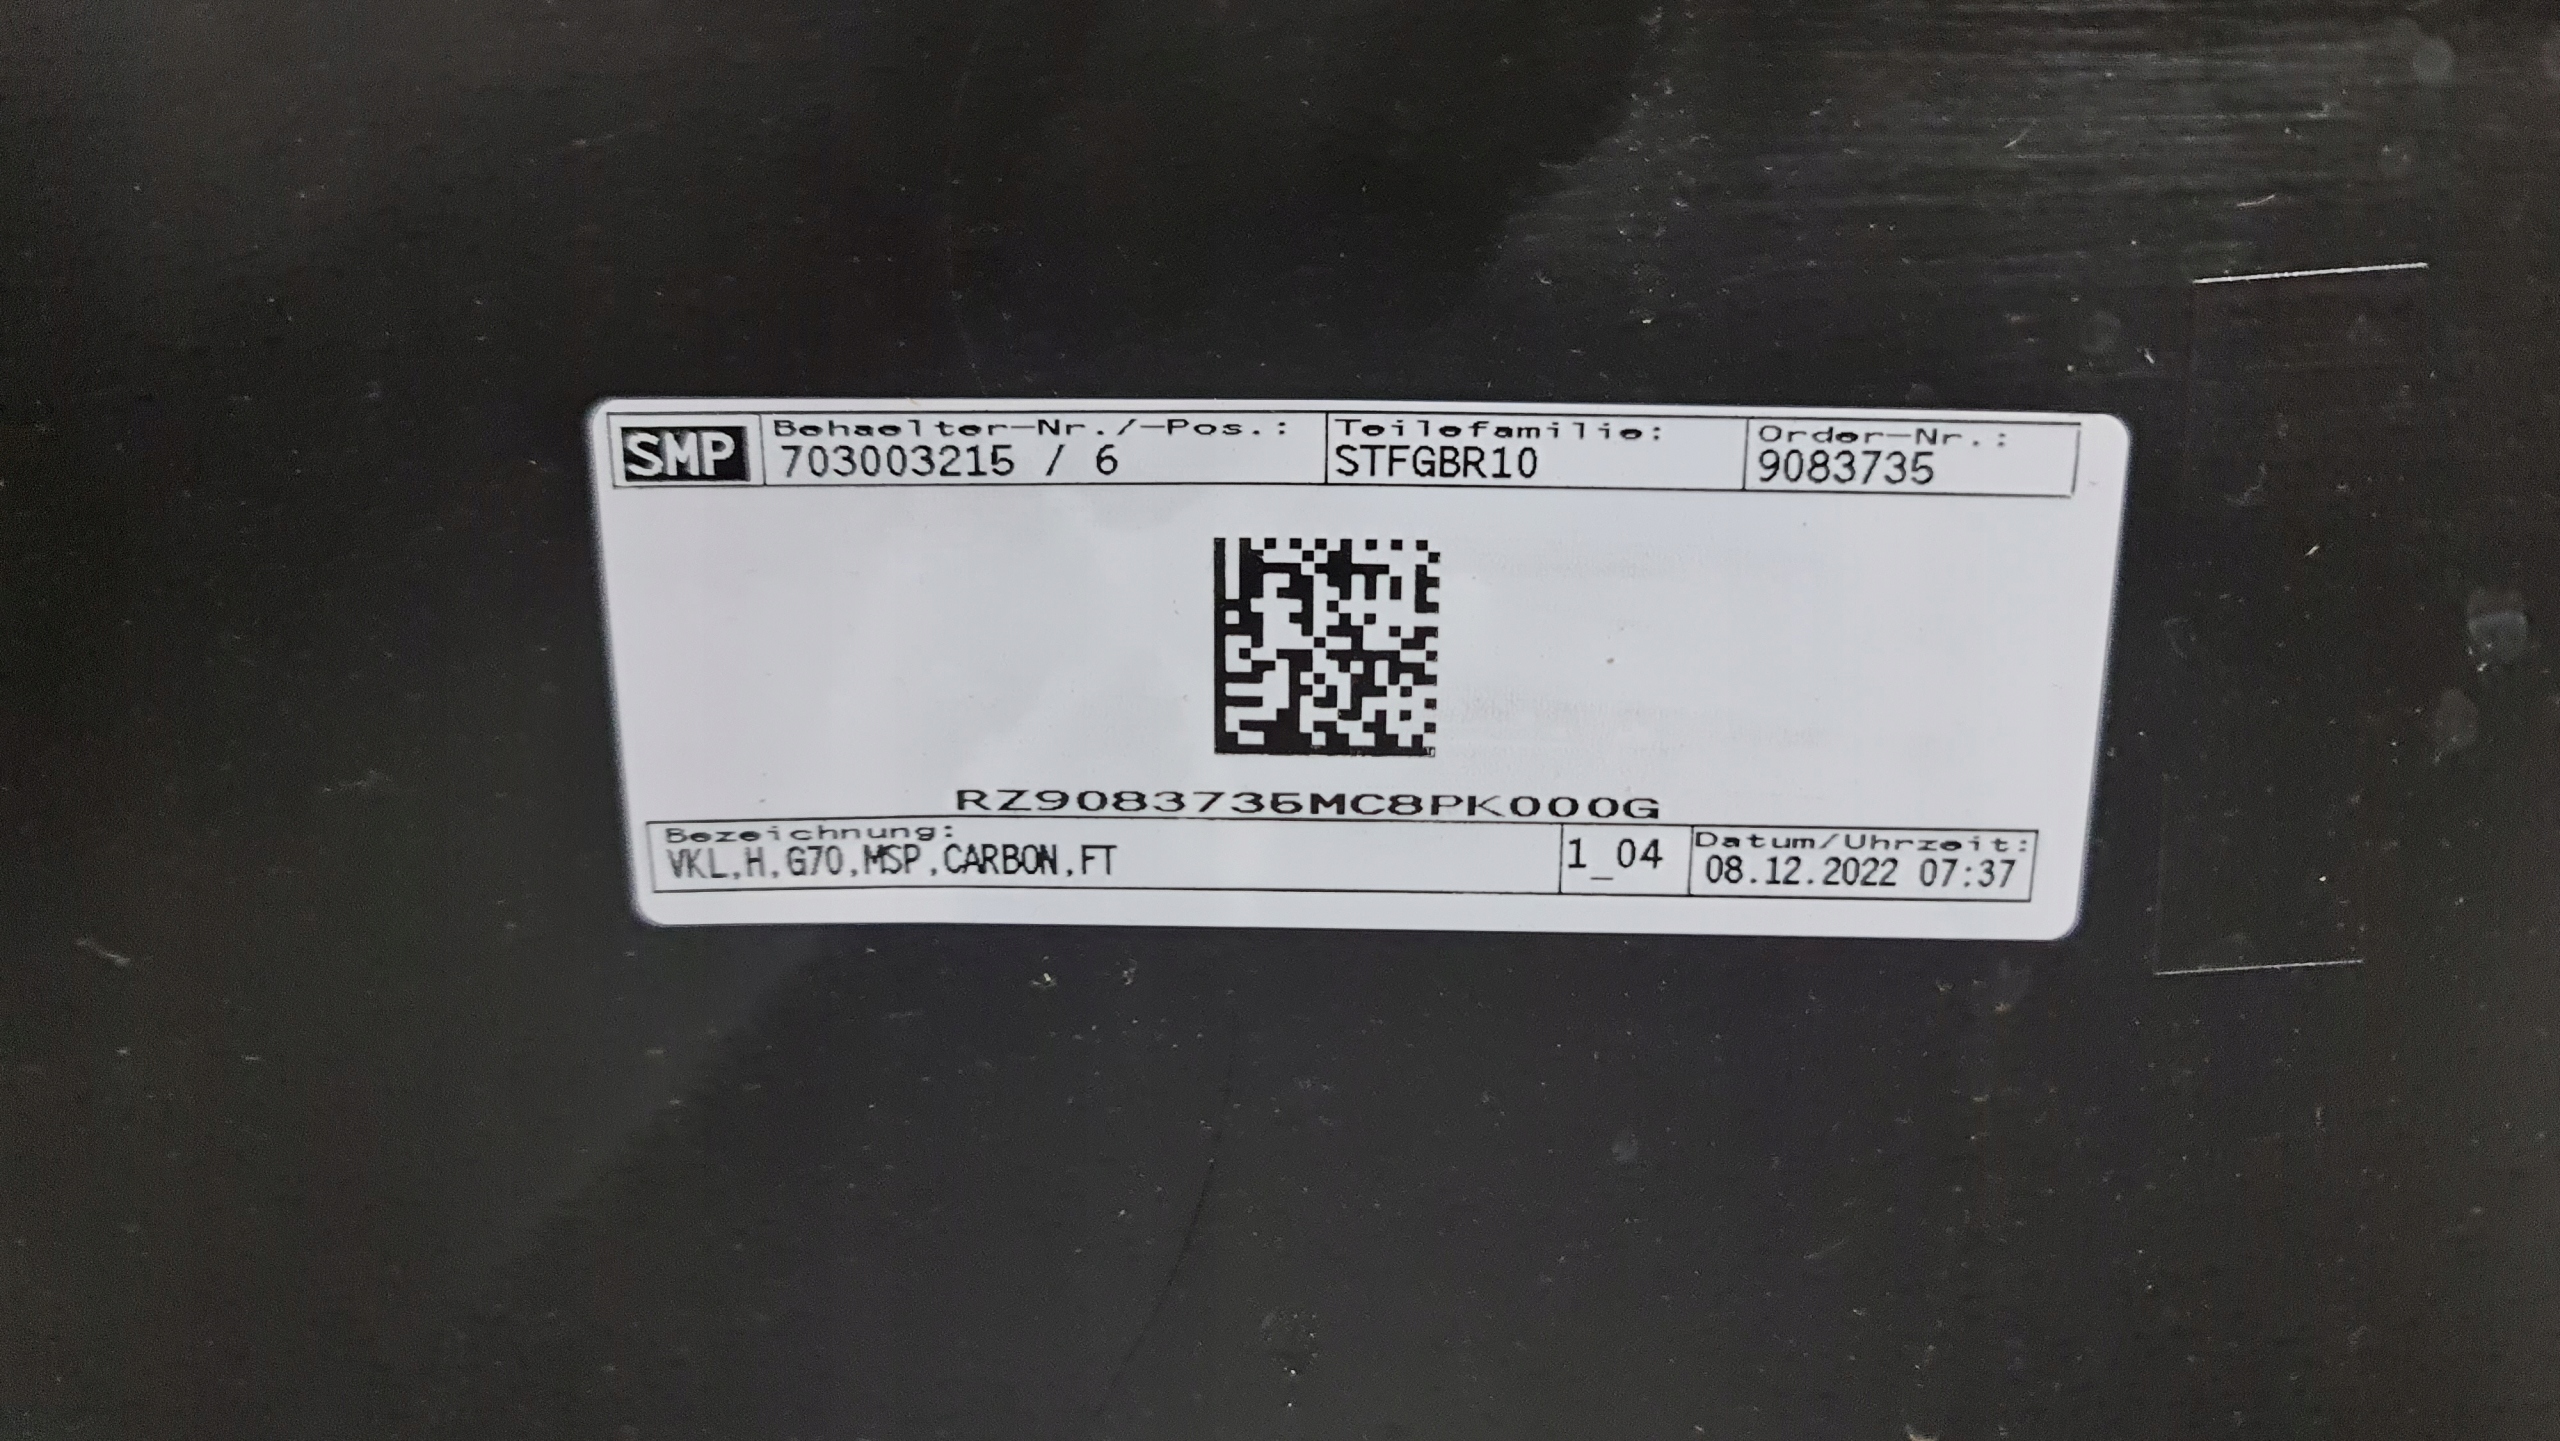 SMP
Behaelter-Nr./-Pos.:
703003215 / 6
Teilefamilie:
STFGBR10
Order-Nr.:
9083735
RZ9083735MC8PK000G
Bezeichnung:
VKL,H,G70,MSP,CARBON,FT
1_04
Datum/Uhrzeit:
08.12.2022 07:37